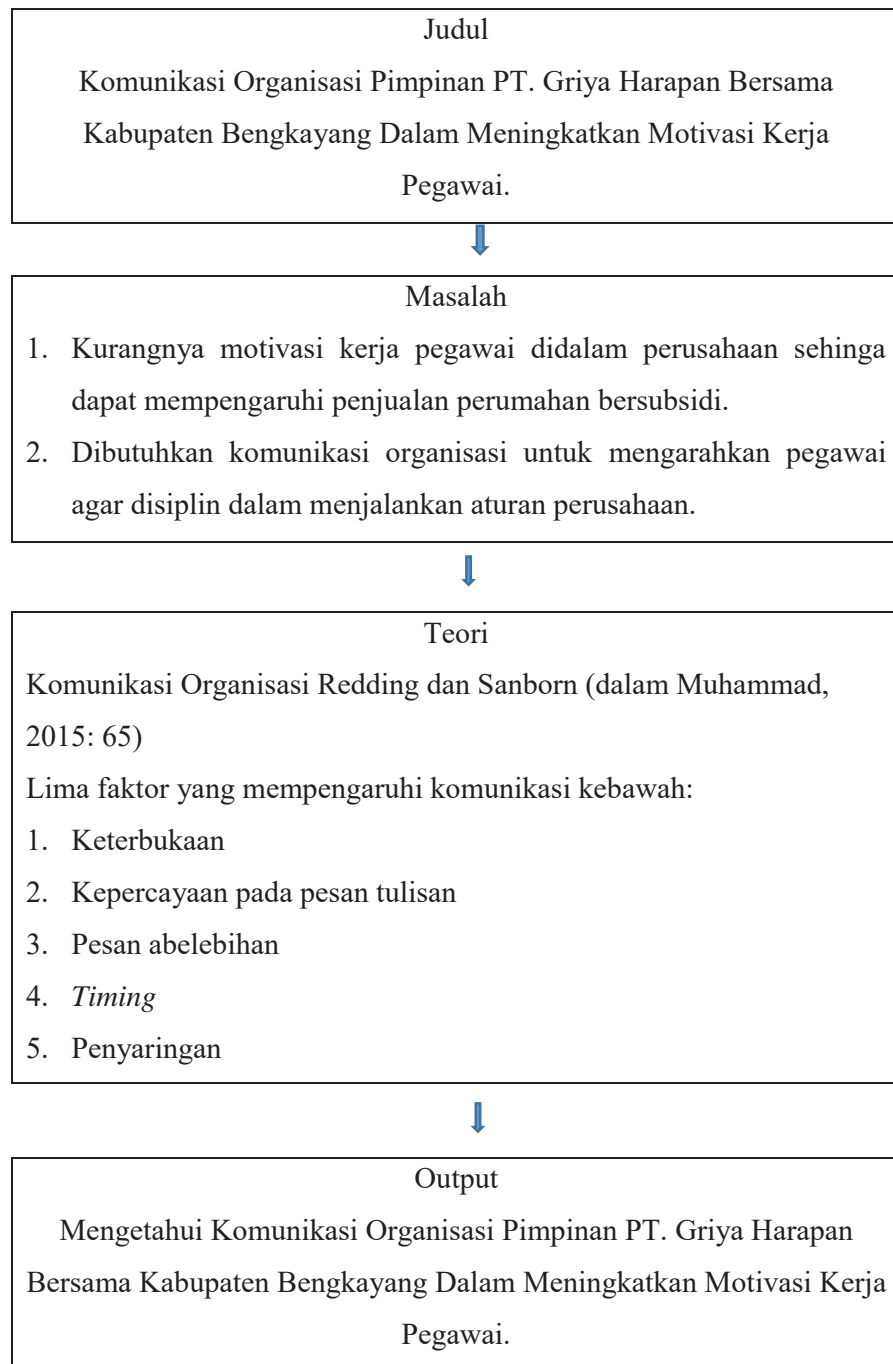 Judul
Komunikasi Organisasi Pimpinan PT. Griya Harapan Bersama
Kabupaten Bengkayang Dalam Meningkatkan Motivasi Kerja
Pegawai.
Masalah
1. Kurangnya motivasi kerja pegawai didalam perusahaan sehinga
dapat mempengaruhi penjualan perumahan bersubsidi.
2. Dibutuhkan komunikasi organisasi untuk mengarahkan pegawai
agar disiplin dalam menjalankan aturan perusahaan.
Teori
Komunikasi Organisasi Redding dan Sanborn (dalam Muhammad,
2015: 65)
Lima faktor yang mempengaruhi komunikasi kebawah:
1. Keterbukaan
2. Kepercayaan pada pesan tulisan
3. Pesan abelebihan
4. Timing
5. Penyaringan
Output
Mengetahui Komunikasi Organisasi Pimpinan PT. Griya Harapan
Bersama Kabupaten Bengkayang Dalam Meningkatkan Motivasi Kerja
Pegawai.